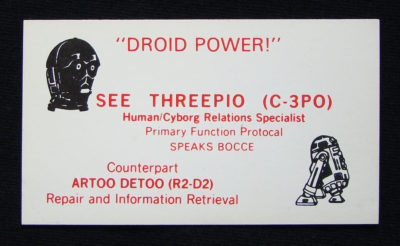 "DROID POWER!"
SEE THREEPIO (C-3PO)
Human/Cyborg Relations Specialist
Primary Function Protocal
SPEAKS BOCCE
Counterpart
ARTOO DETOO (R2-D2)
Repair and Information Retrieval